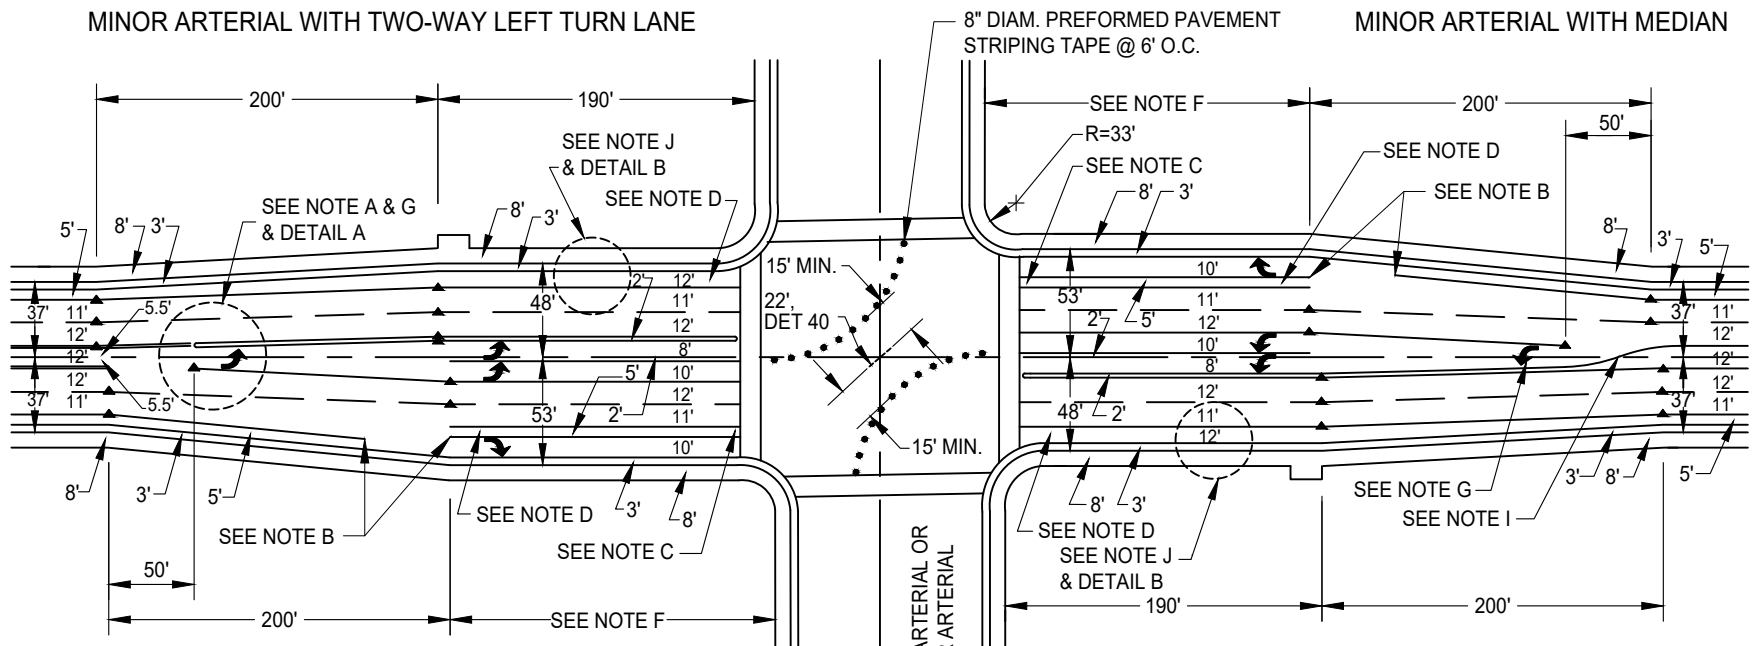 MINOR ARTERIAL WITH TWO-WAY LEFT TURN LANE
8" DIAM. PREFORMED PAVEMENT
STRIPING TAPE @ 6' O.C.
MINOR ARTERIAL WITH MEDIAN
200'
190'
SEE NOTE F
200'
50'
SEE NOTE J
& DETAIL B
R=33'
SEE NOTE C
SEE NOTE D
SEE NOTE B
SEE NOTE A & G
& DETAIL A
SEE NOTE D
8'
3'
8'
3'
5'
8'
3'
8'
3'
5'
15' MIN.
22',
DET 40
37'
11'
12'
12'
12'
11'
37'
5.5'
5.5'
48'
53'
2'
12'
11'
12'
8'
10'
12'
11'
10'
5'
2'
53'
48'
10'
11'
12'
10'
8'
12'
11'
12'
5'
2'
2'
37'
11'
12'
12'
12'
11'
37'
15' MIN.
8'
3'
5'
SEE NOTE B
SEE NOTE D
SEE NOTE C
3'
8'
8'
3'
SEE NOTE D
SEE NOTE J
& DETAIL B
SEE NOTE G
SEE NOTE I
3'
8'
5'
50'
200'
SEE NOTE F
190'
200'
ARTERIAL OR
ARTERIAL